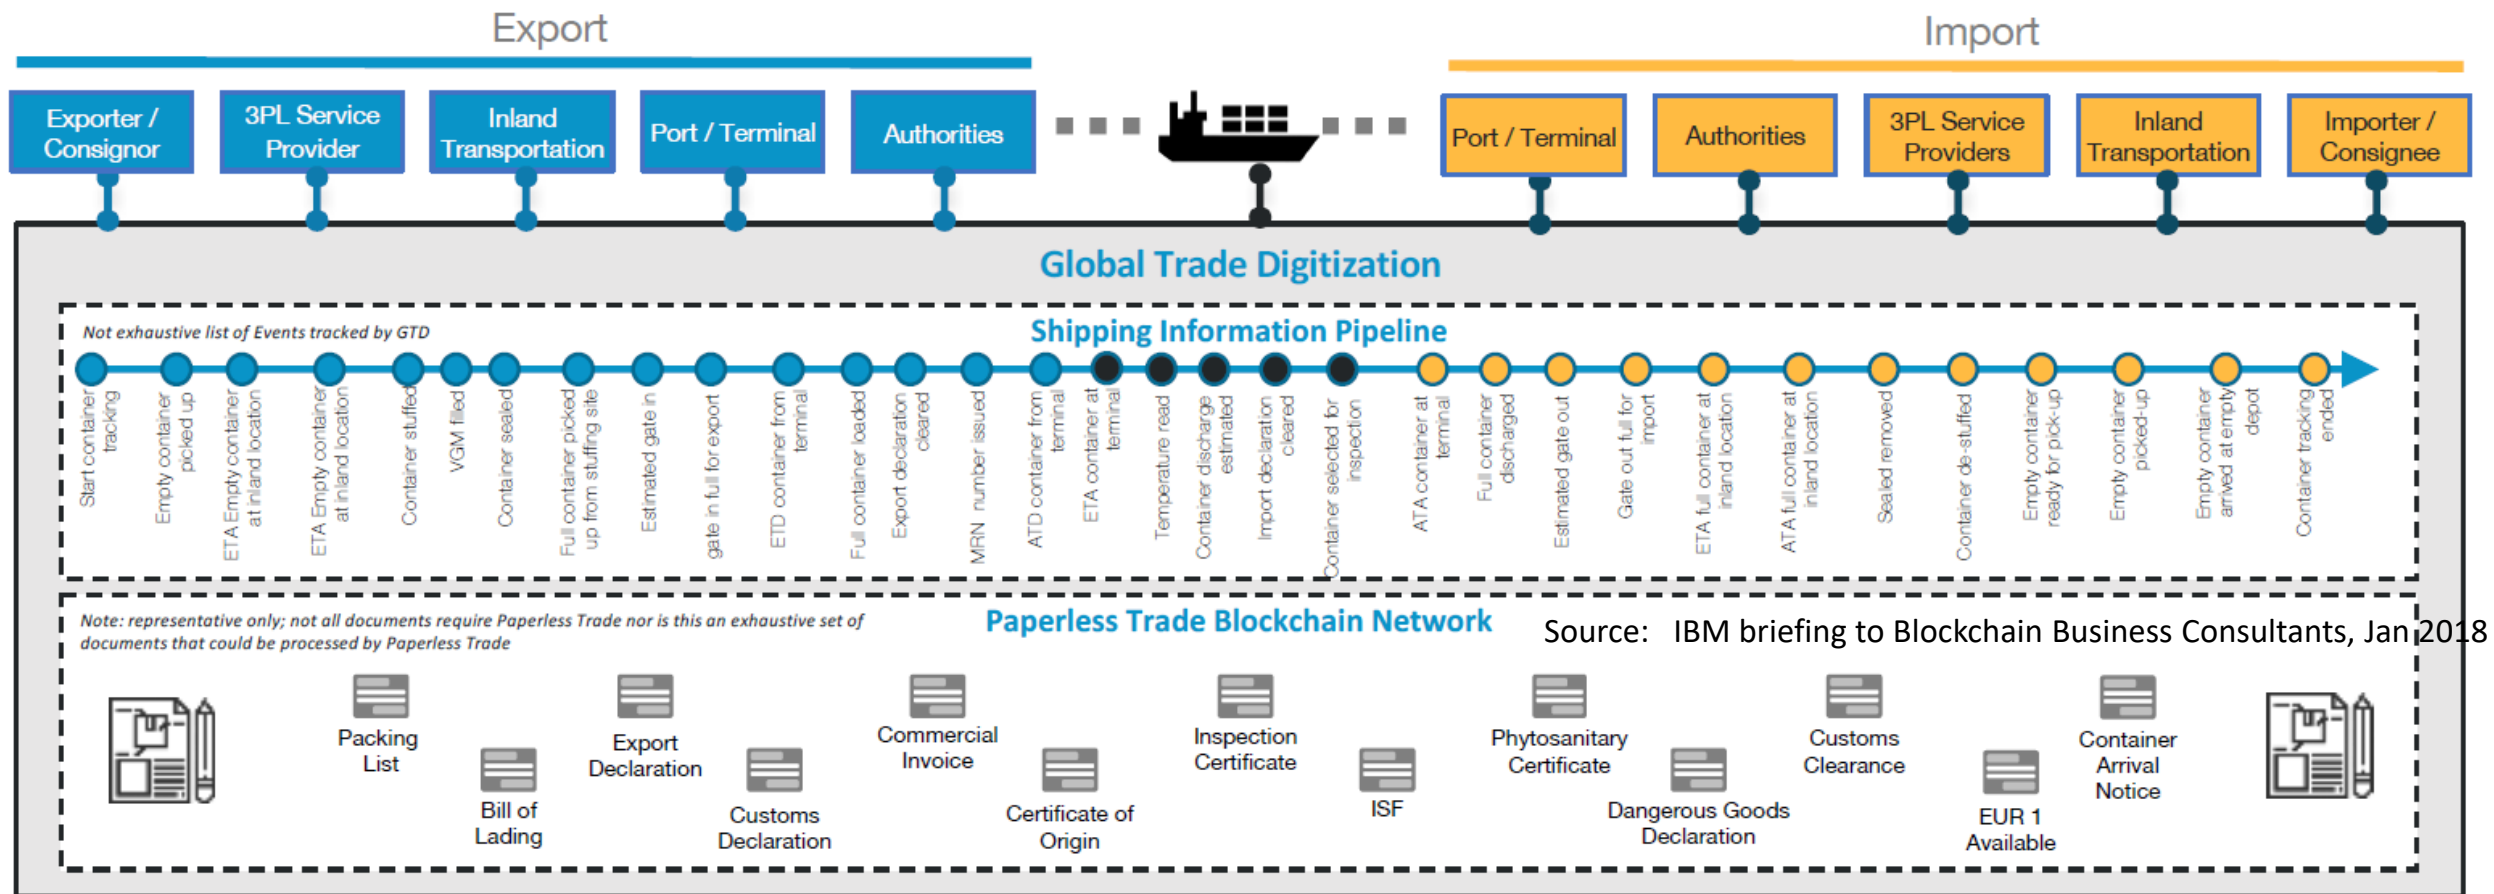 Export
Import
Exporter /
Consignor
3PL Service
Provider
Inland
Transportation
Port / Terminal
Authorities
Port / Terminal
Authorities
3PL Service
Providers
Inland
Transportation
Importer /
Consignee
Global Trade Digitization
Not exhaustive list of Events tracked by GTD
Shipping Information Pipeline
Start container
tracking
Empty container
picked up
ETA Empty container
at inland location
ETA Empty container
at inland location
Container stuffed
VGM filled
Container sealed
Full container picked
up from stuffing site
Estimated gate in
gate in full for export
ETD container from
terminal
Full container loaded
Export declaration
cleared
MRN number issued
ATD container from
terminal
ETA container at
terminal
Temperature read
Container discharge
estimated
Import declaration
cleared
Container selected for
inspection
ATA container at
terminal
Full container
discharged
Estimated gate out
Gate out full for
import
ETA full container at
inland location
ATA full container at
inland location
Sealed removed
Container de-stuffed
Empty container
ready for pick-up
Empty container
picked-up
Empty container
arrived at empty
depot
Container tracking
ended
Note: representative only; not all documents require Paperless Trade nor is this an exhaustive set of
documents that could be processed by Paperless Trade
Paperless Trade Blockchain Network
Source: IBM briefing to Blockchain Business Consultants, Jan 2018
Packing
List
Bill of
Lading
Export
Declaration
Customs
Declaration
Commercial
Invoice
Certificate of
Origin
Inspection
Certificate
ISF
Phytosanitary
Certificate
Dangerous Goods
Declaration
Customs
Clearance
EUR 1
Available
Container
Arrival
Notice